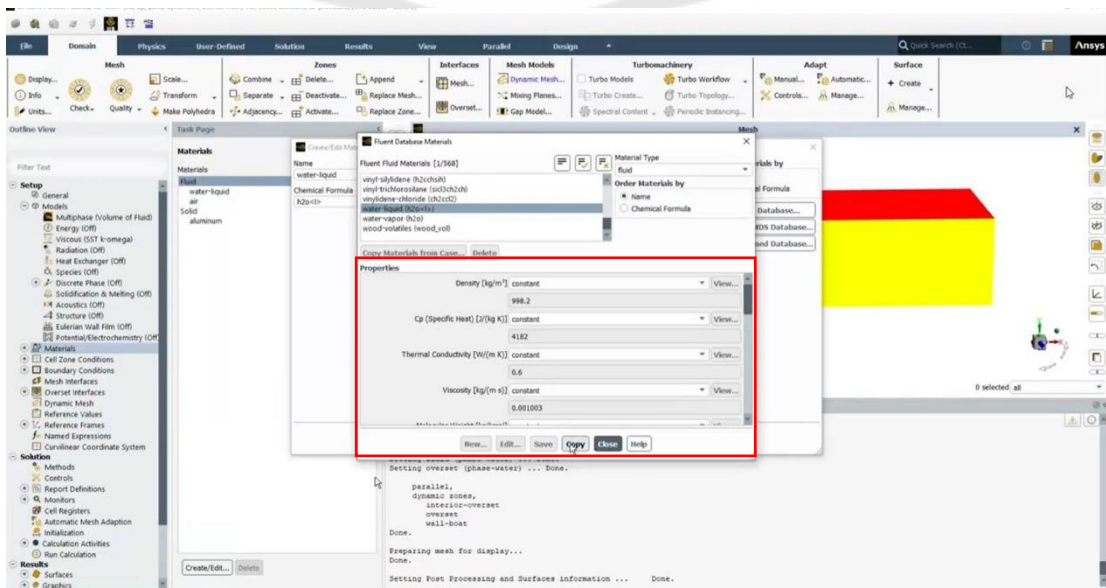 File Domain Physics User-Defined Solution Results View Parallel Design Quick Search (Ct... Ansys
Mesh Zones Interfaces Mesh Models Turbomachinery Adapt Surface
Display... Scale... Combine Delete... Append Mesh... Dynamic Mesh... Turbo Models Turbo Workflow Manual... Automatic... + Create
Info Transform Separate Deactivate... Replace Mesh... Mixing Planes... Turbo Create... Turbo Topology... Controls... Manage...
Units... Check Quality Make Polyhedra Adjacency... Activate... Replace Zone... Overset... Gap Model... Spectral Content Periodic Instancing... Manage...
Outline View Task Page Mesh
Filter Text
Setup
General
Models
Multiphase (Volume of Fluid)
Energy (Off)
Viscous (SST k-omega)
Radiation (Off)
Heat Exchanger (Off)
Species (Off)
Discrete Phase (Off)
Solidification & Melting (Off)
Acoustics (Off)
Structure (Off)
Eulerian Wall Film (Off)
Potential/Electrochemistry (Off
Materials
Cell Zone Conditions
Boundary Conditions
Mesh Interfaces
Overset Interfaces
Dynamic Mesh
Reference Values
Reference Frames
Named Expressions
Curvilinear Coordinate System
Solution
Methods
Controls
Report Definitions
Monitors
Cell Registers
Automatic Mesh Adaption
Initialization
Calculation Activities
Run Calculation
Results
Surfaces
Graphics
Materials
Materials
Fluid
water-liquid
air
Solid
aluminum
Create/Edit... Delete
Create/Edit Mat
Name
water-liquid
Chemical Formula
h2o<l>
rials by
al Formula
Database...
DS Database...
ed Database...
Fluent Database Materials
Fluent Fluid Materials [1/568]
vinyl-silylidene (h2cchsih)
vinyl-trichlorosilane (sicl3ch2ch)
vinylidene-chloride (ch2ccl2)
water-liquid (h2o<l>)
water-vapor (h2o)
wood-volatiles (wood_vol)
Material Type
fluid
Order Materials by
Name
Chemical Formula
Copy Materials from Case... Delete
Properties
Density [kg/m³] constant View...
998.2
Cp (Specific Heat) [J/(kg K)] constant View...
4182
Thermal Conductivity [W/(m K)] constant View...
0.6
Viscosity [kg/(m s)] constant View...
0.001003
New... Edit... Save Copy Close Help
0 selected all
Setting overset (phase-water) ... Done.
parallel,
dynamic zones,
interior-overset
overset
wall-boat
Done.
Preparing mesh for display...
Done.
Setting Post Processing and Surfaces information ... Done.